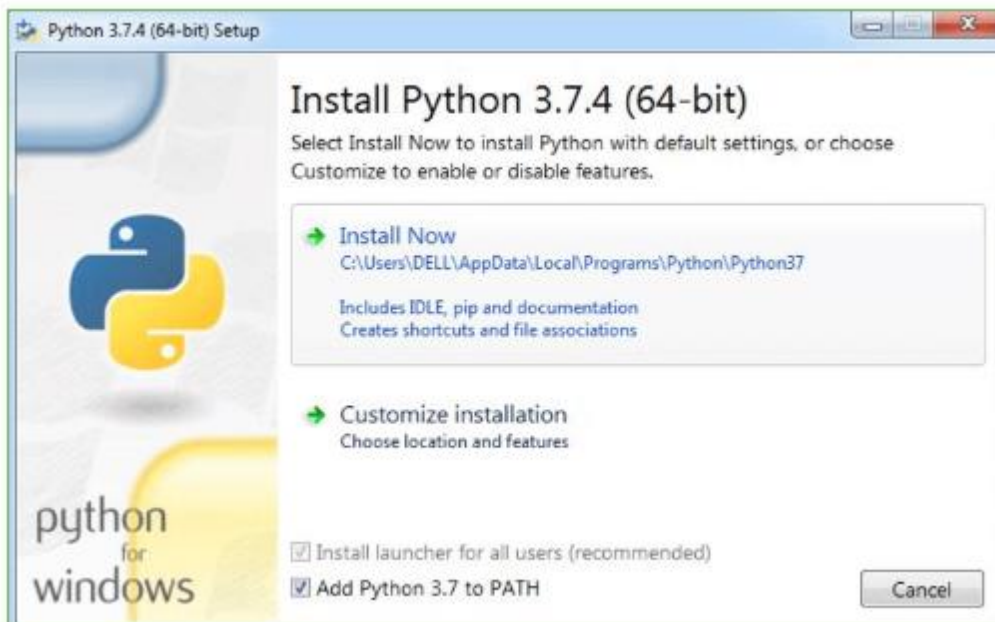 Python 3.7.4 (64-bit) Setup
Install Python 3.7.4 (64-bit)
Select Install Now to install Python with default settings, or choose
Customize to enable or disable features.
Install Now
C:\Users\DELL\AppData\Local\Programs\Python\Python37
Includes IDLE, pip and documentation
Creates shortcuts and file associations
Customize installation
Choose location and features
python
for
windows
Install launcher for all users (recommended)
Add Python 3.7 to PATH
Cancel